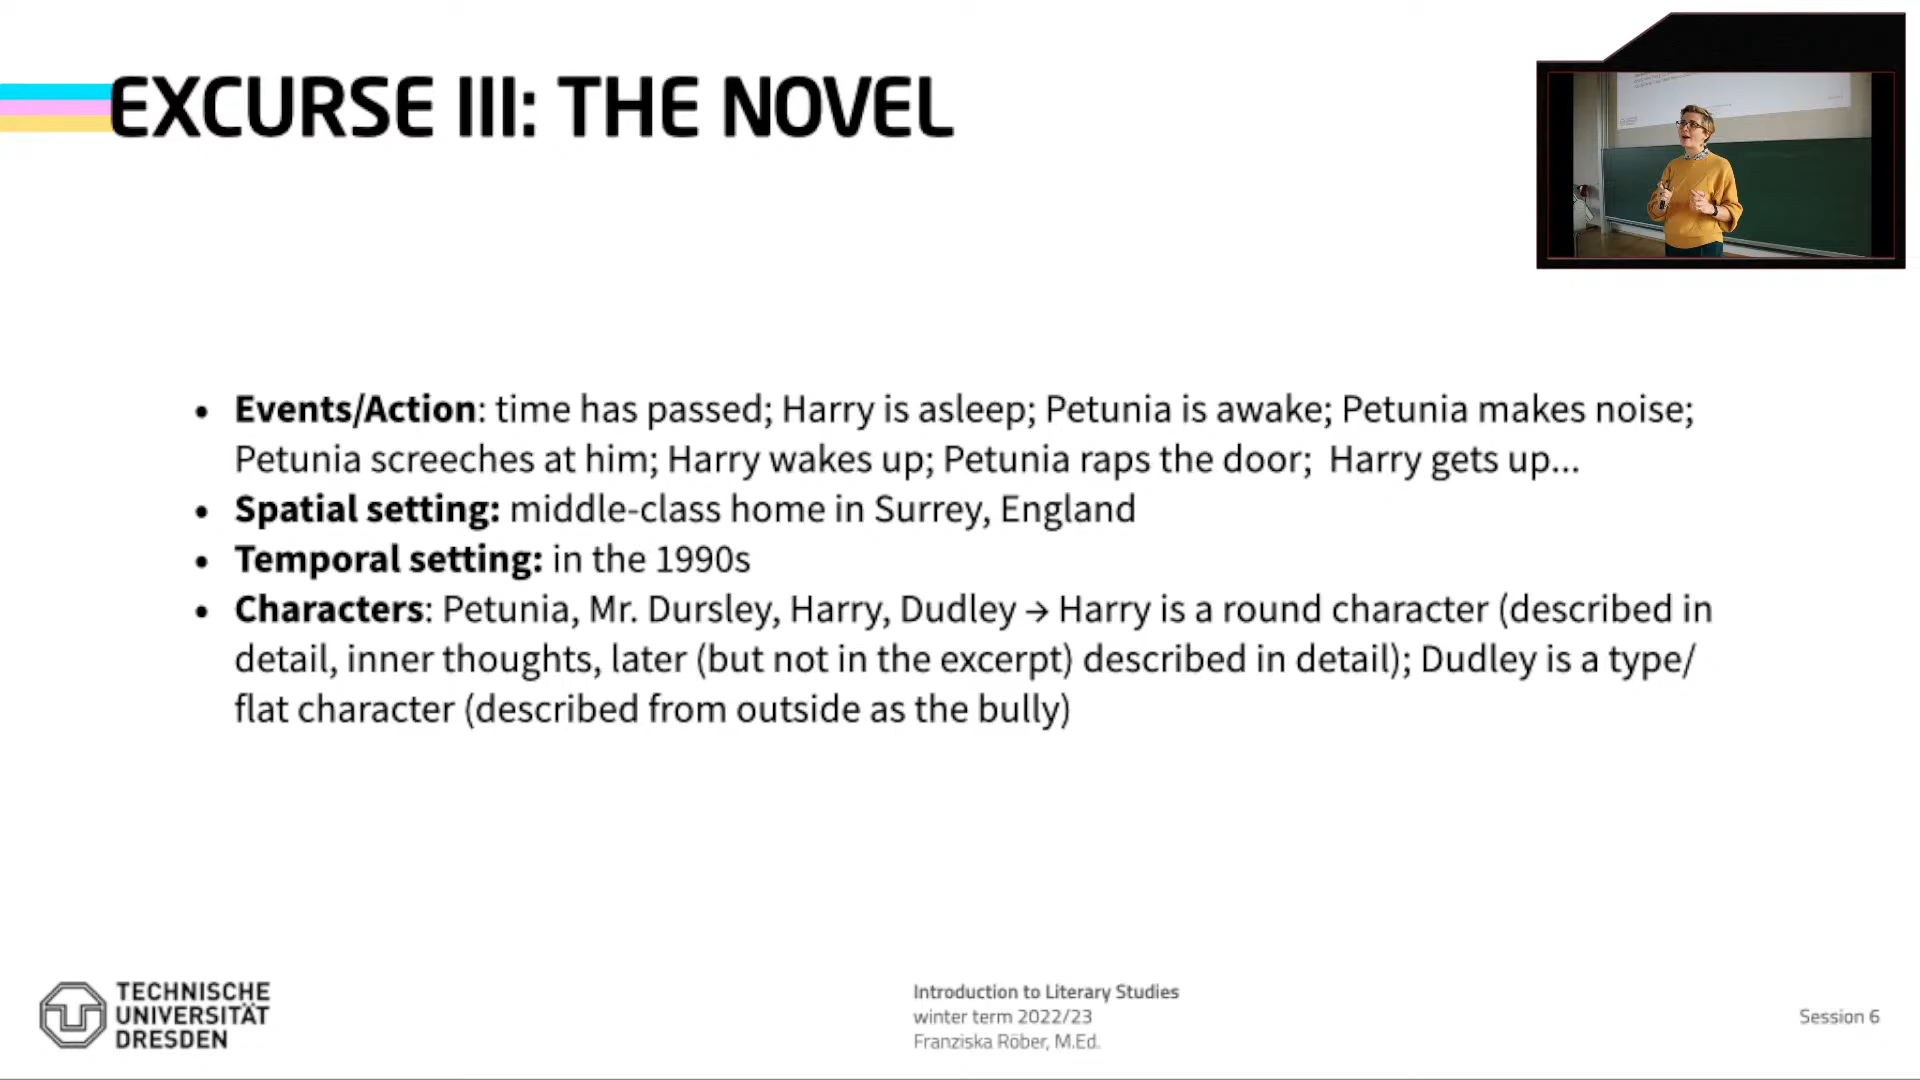 EXCURSE III: THE NOVEL
• Events/Action: time has passed; Harry is asleep; Petunia is awake; Petunia makes noise;
Petunia screeches at him; Harry wakes up; Petunia raps the door;  Harry gets up...
• Spatial setting: middle-class home in Surrey, England
• Temporal setting: in the 1990s
• Characters: Petunia, Mr. Dursley, Harry, Dudley → Harry is a round character (described in
detail, inner thoughts, later (but not in the excerpt) described in detail); Dudley is a type/
flat character (described from outside as the bully)
TECHNISCHE
UNIVERSITÄT
DRESDEN
Introduction to Literary Studies
winter term 2022/23
Franziska Röber, M.Ed.
Session 6